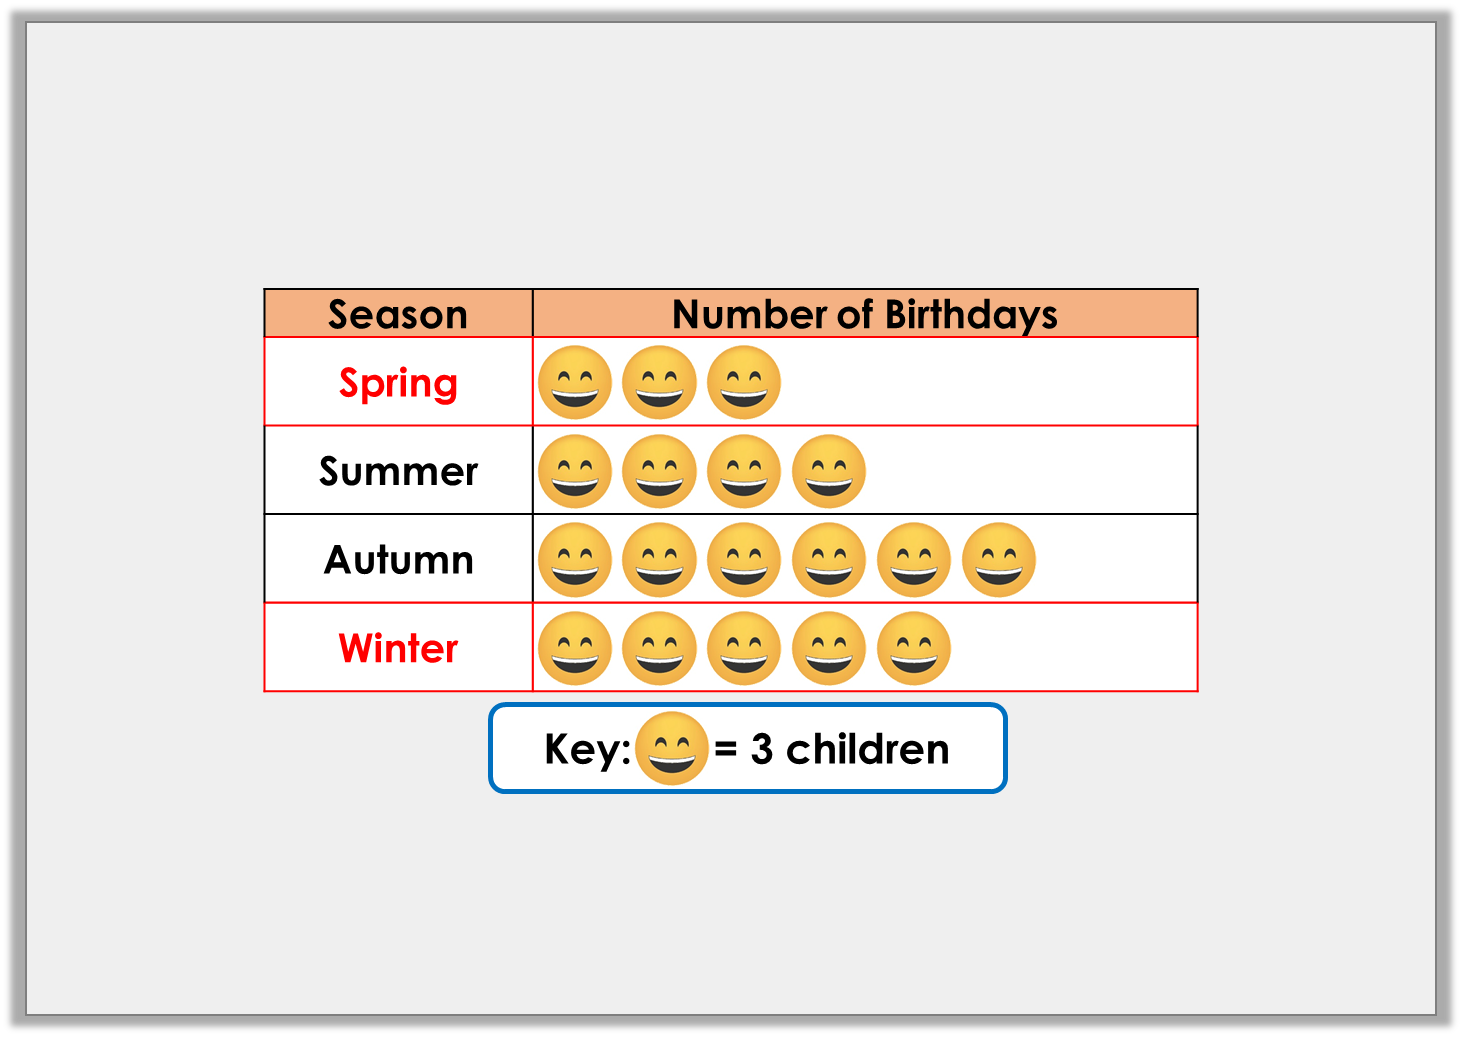 Season Number of Birthdays
Spring
Summer
Autumn
Winter
Key: = 3 children